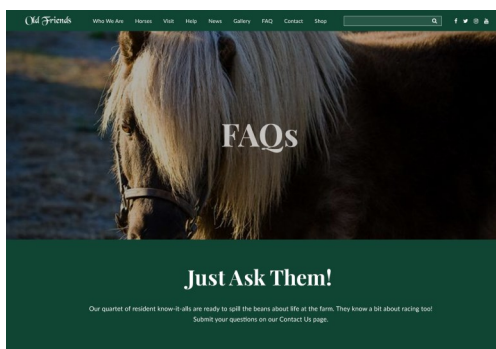 Old Friends
Who We Are Horses Visit Help News Gallery FAQ Contact Shop
FAQs
Just Ask Them!
Our quartet of resident know-it-alls are ready to spill the beans about life at the farm. They know a bit about racing too!
Submit your questions on our Contact Us page.